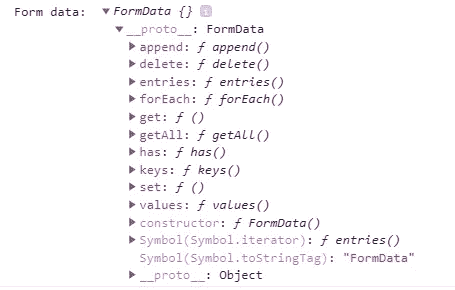 Form data: ▼FormData {} i
▼__proto__: FormData
▶append: ƒ append()
▶delete: ƒ delete()
▶entries: ƒ entries()
▶forEach: ƒ forEach()
▶get: ƒ ()
▶getAll: ƒ getAll()
▶has: ƒ has()
▶keys: ƒ keys()
▶set: ƒ ()
▶values: ƒ values()
▶constructor: ƒ FormData()
▶Symbol(Symbol.iterator): ƒ entries()
Symbol(Symbol.toStringTag): "FormData"
▶__proto__: Object